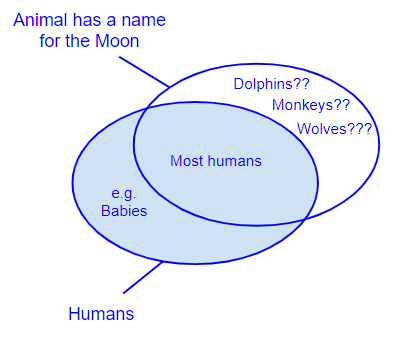 Animal has a name
for the Moon
Dolphins??
Monkeys??
Wolves???
Most humans
e.g.
Babies
Humans